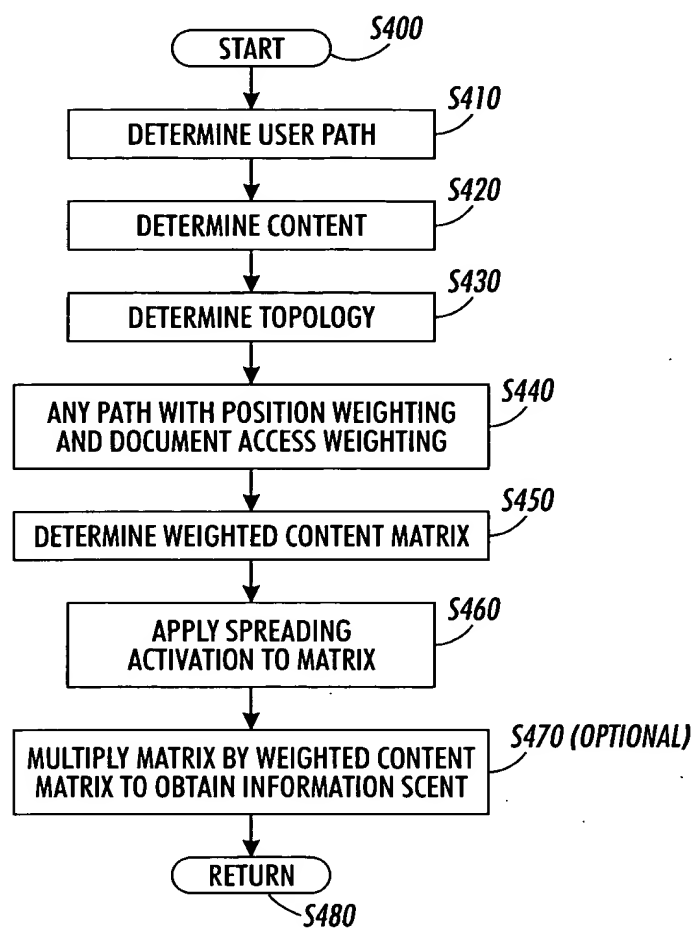 START
S400
DETERMINE USER PATH
S410
DETERMINE CONTENT
S420
DETERMINE TOPOLOGY
S430
ANY PATH WITH POSITION WEIGHTING
AND DOCUMENT ACCESS WEIGHTING
S440
DETERMINE WEIGHTED CONTENT MATRIX
S450
APPLY SPREADING
ACTIVATION TO MATRIX
S460
MULTIPLY MATRIX BY WEIGHTED CONTENT
MATRIX TO OBTAIN INFORMATION SCENT
S470 (OPTIONAL)
RETURN
S480